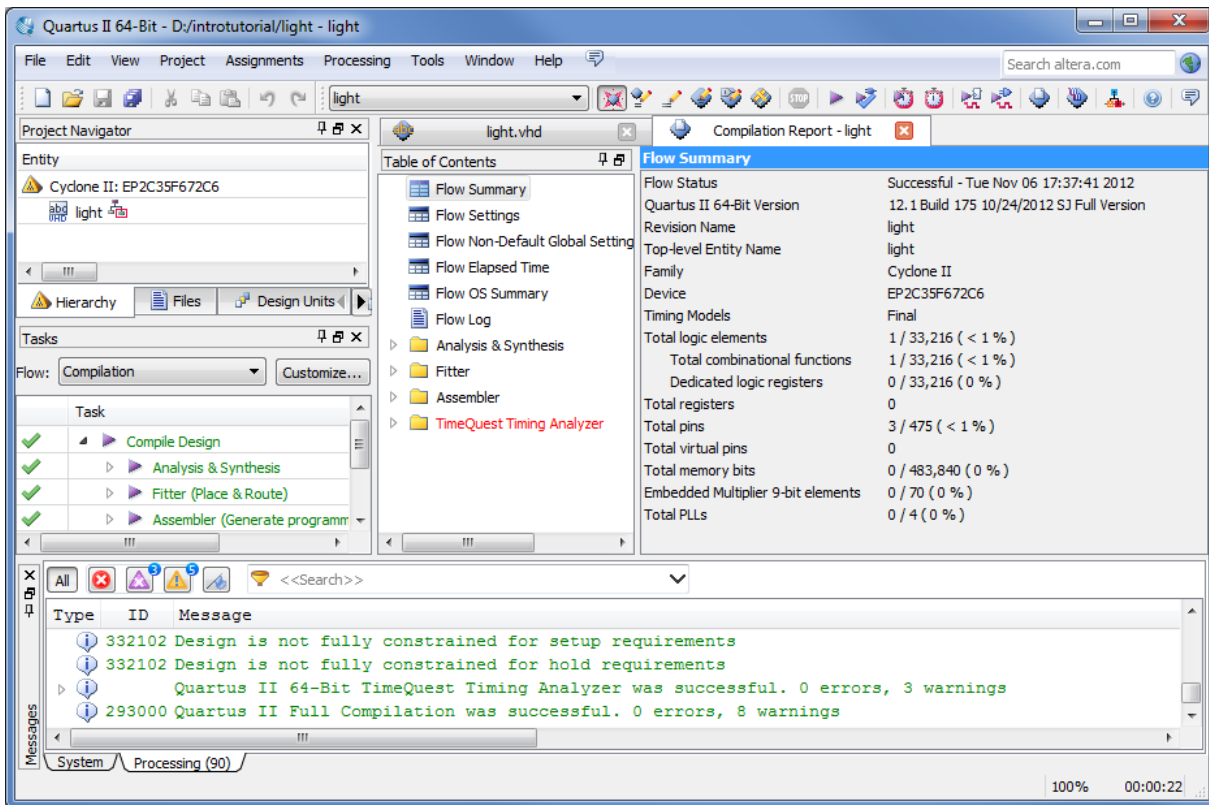 Quartus II 64-Bit - D:/introtutorial/light - light
File Edit View Project Assignments Processing Tools Window Help
Search altera.com
light
STOP
Project Navigator
Entity
Cyclone II: EP2C35F672C6
abd VHD light
Hierarchy Files Design Units
Tasks
Flow: Compilation Customize...
Task
Compile Design
Analysis & Synthesis
Fitter (Place & Route)
Assembler (Generate programm
light.vhd
Compilation Report - light
Table of Contents
Flow Summary
Flow Settings
Flow Non-Default Global Setting
Flow Elapsed Time
Flow OS Summary
Flow Log
Analysis & Synthesis
Fitter
Assembler
TimeQuest Timing Analyzer
Flow Summary
Flow Status Successful - Tue Nov 06 17:37:41 2012
Quartus II 64-Bit Version 12.1 Build 175 10/24/2012 SJ Full Version
Revision Name light
Top-level Entity Name light
Family Cyclone II
Device EP2C35F672C6
Timing Models Final
Total logic elements 1 / 33,216 ( < 1 % )
Total combinational functions 1 / 33,216 ( < 1 % )
Dedicated logic registers 0 / 33,216 ( 0 % )
Total registers 0
Total pins 3 / 475 ( < 1 % )
Total virtual pins 0
Total memory bits 0 / 483,840 ( 0 % )
Embedded Multiplier 9-bit elements 0 / 70 ( 0 % )
Total PLLs 0 / 4 ( 0 % )
All 3 5 <<Search>>
Type ID Message
332102 Design is not fully constrained for setup requirements
332102 Design is not fully constrained for hold requirements
Quartus II 64-Bit TimeQuest Timing Analyzer was successful. 0 errors, 3 warnings
293000 Quartus II Full Compilation was successful. 0 errors, 8 warnings
Messages
System Processing (90)
100% 00:00:22